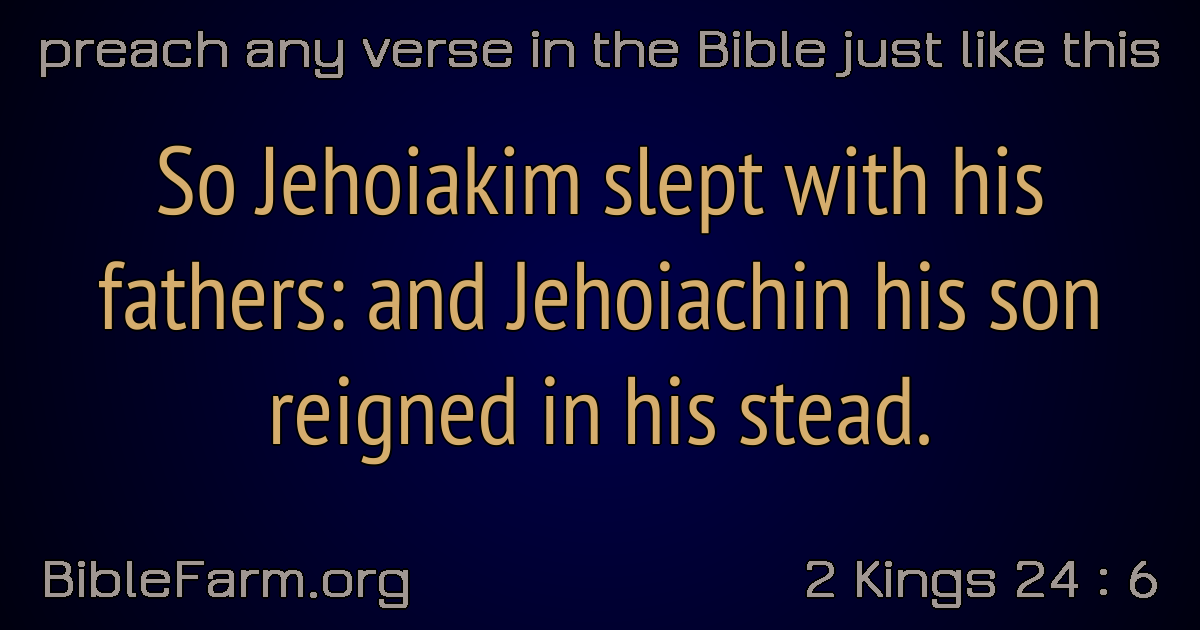 preach any verse in the Bible just like this
So Jehoiakim slept with his
fathers: and Jehoiachin his son
reigned in his stead.
BibleFarm.org
2 Kings 24 : 6